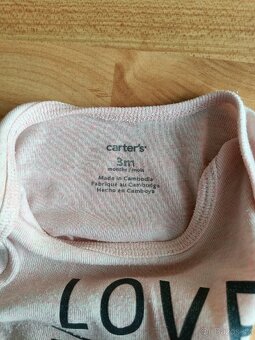 carter's
3m
months / mois
Made in Cambodia
Fabriqué au Cambodge
Hecho en Camboya
LOVE